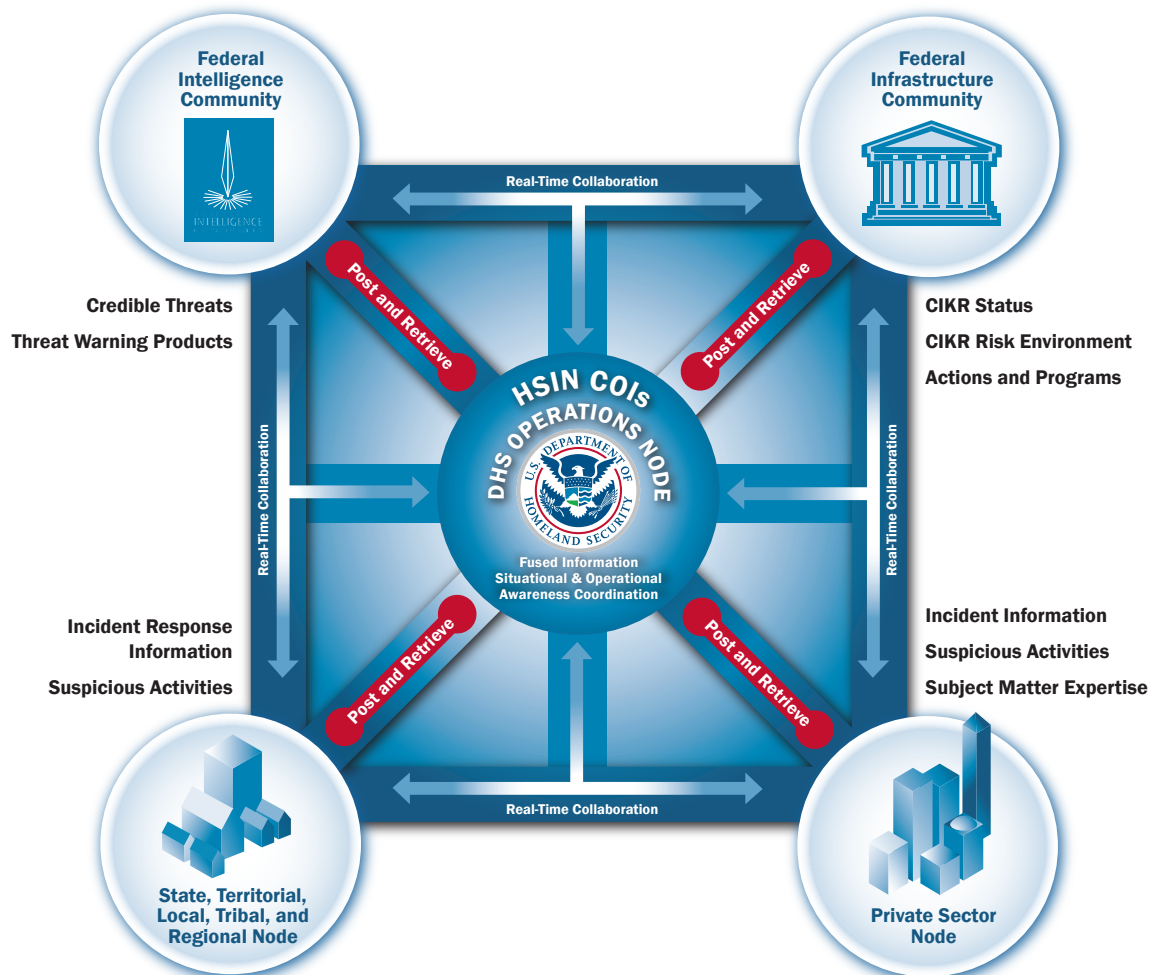 Federal
Intelligence
Community
INTELLIGENCE
Federal
Infrastructure
Community
Real-Time Collaboration
Post and Retrieve
Post and Retrieve
Credible Threats
Threat Warning Products
CIKR Status
CIKR Risk Environment
Actions and Programs
HSIN COIs
DHS OPERATIONS NODE
U.S. DEPARTMENT OF
HOMELAND SECURITY
Fused Information
Situational & Operational
Awareness Coordination
Real-Time Collaboration
Real-Time Collaboration
Incident Response
Information
Suspicious Activities
Incident Information
Suspicious Activities
Subject Matter Expertise
Post and Retrieve
Post and Retrieve
Real-Time Collaboration
State, Territorial,
Local, Tribal, and
Regional Node
Private Sector
Node